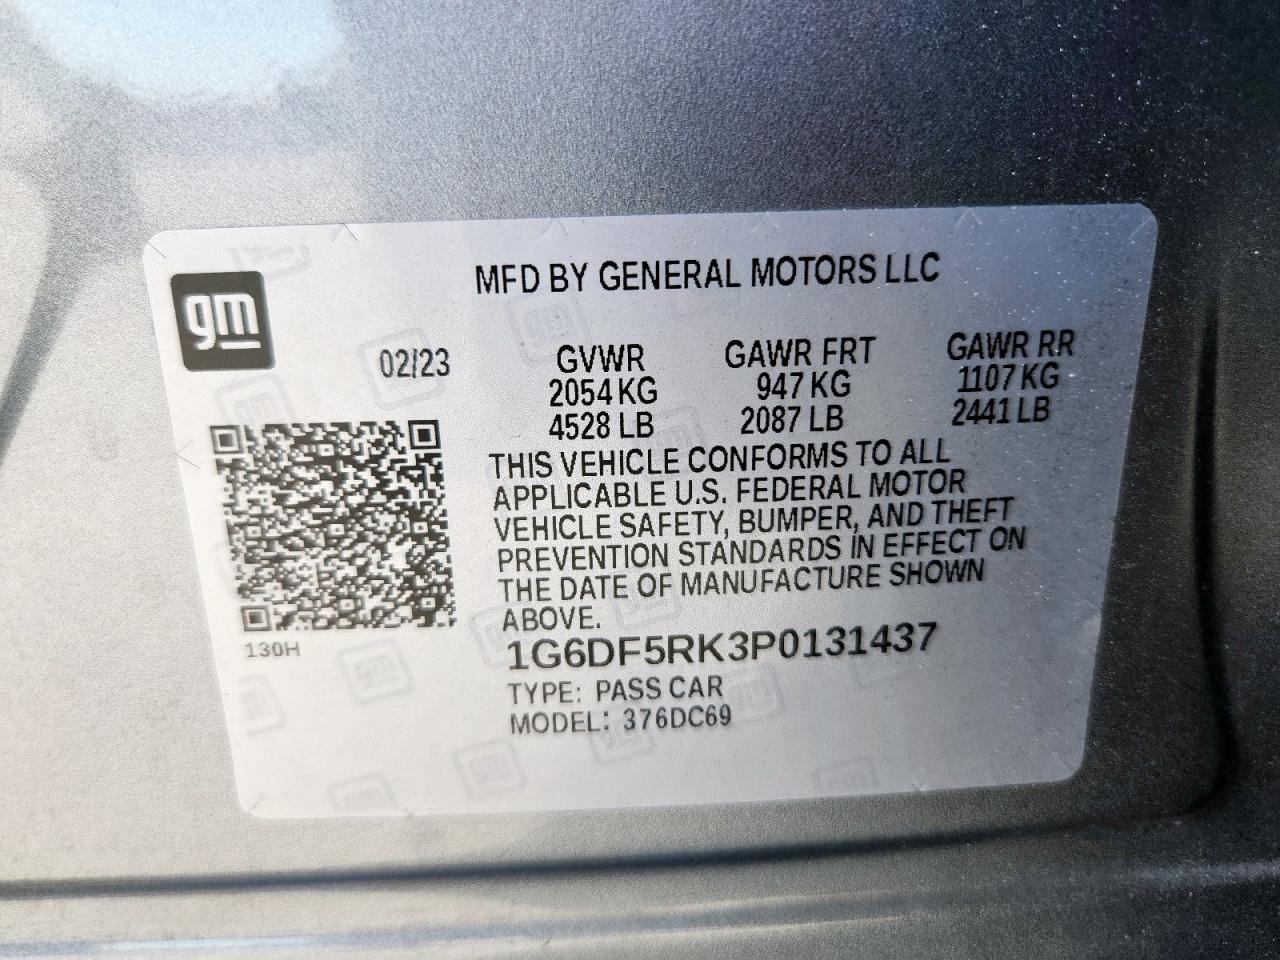 gm
MFD BY GENERAL MOTORS LLC
02/23
GVWR GAWR FRT GAWR RR
2054 KG 947 KG 1107 KG
4528 LB 2087 LB 2441 LB
THIS VEHICLE CONFORMS TO ALL
APPLICABLE U.S. FEDERAL MOTOR
VEHICLE SAFETY, BUMPER, AND THEFT
PREVENTION STANDARDS IN EFFECT ON
THE DATE OF MANUFACTURE SHOWN
ABOVE.
130H
1G6DF5RK3P0131437
TYPE: PASS CAR
MODEL: 376DC69